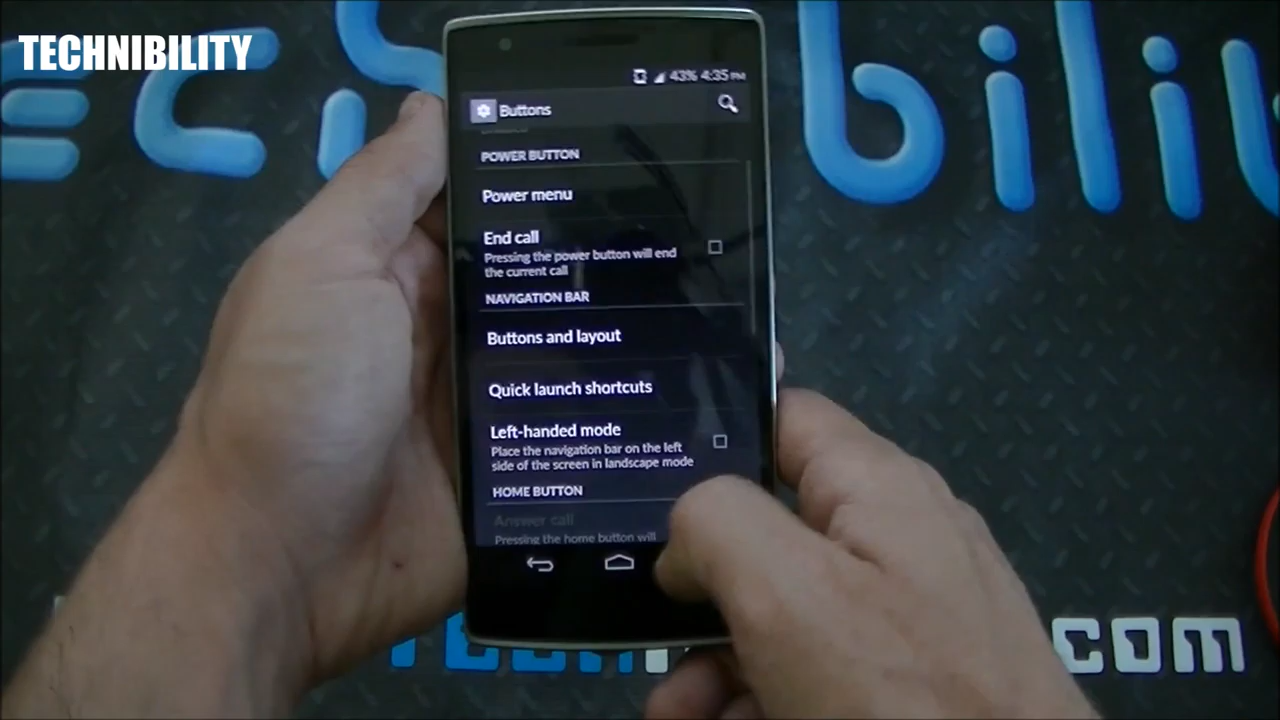 TECHNIBILITY
43% 4:35 PM
Buttons
POWER BUTTON
Power menu
End call
Pressing the power button will end
the current call
NAVIGATION BAR
Buttons and layout
Quick launch shortcuts
Left-handed mode
Place the navigation bar on the left
side of the screen in landscape mode
HOME BUTTON
Answer call
Pressing the home button will
com